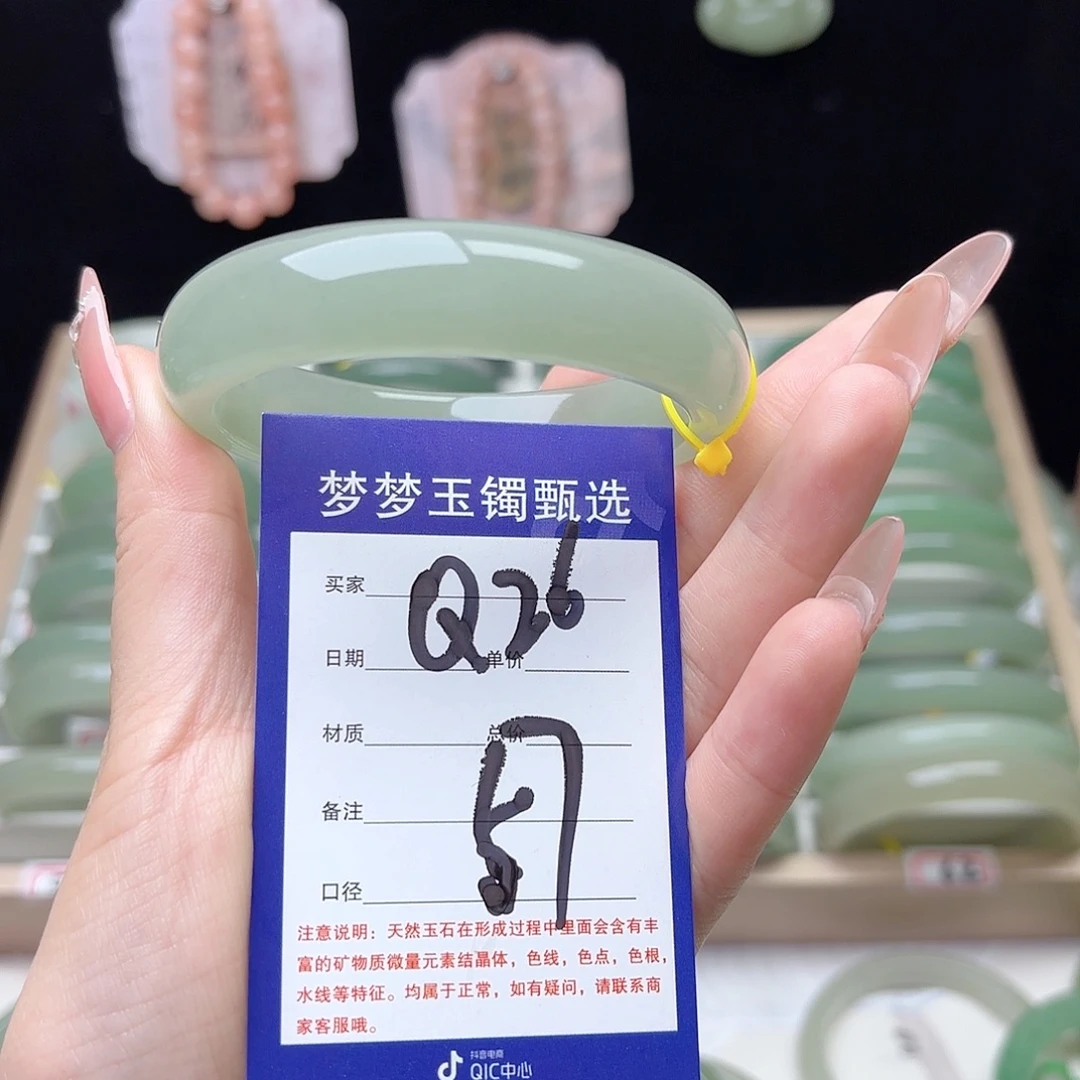 梦梦玉镯甄选
买家
Q26
日期 单价
材质 总价
57
备注
口径
注意说明：天然玉石在形成过程中里面会含有丰
富的矿物质微量元素结晶体，色线，色点，色根，
水线等特征。均属于正常，如有疑问，请联系商
家客服哦。
抖音电商
QIC中心